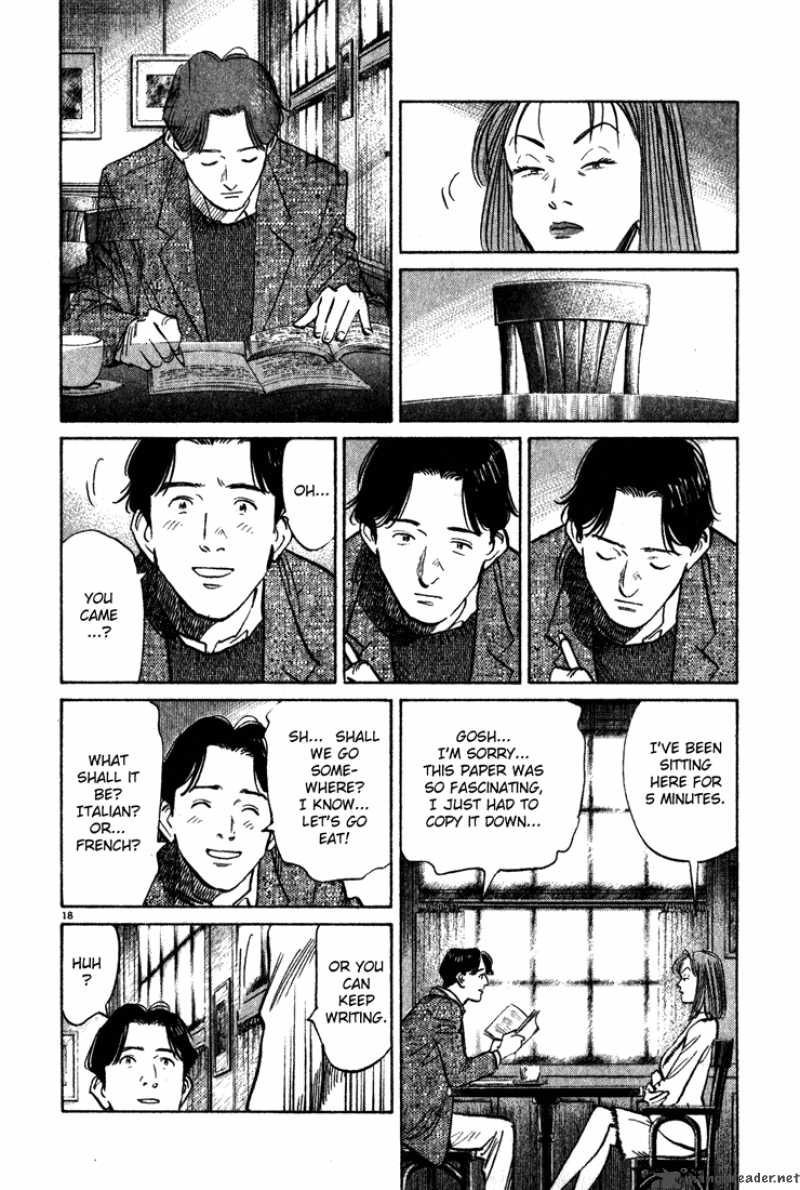 OH...
YOU
CAME
...?
I'VE BEEN
SITTING
HERE FOR
5 MINUTES.
GOSH...
I'M SORRY...
THIS PAPER WAS
SO FASCINATING,
I JUST HAD TO
COPY IT DOWN...
SH... SHALL
WE GO
SOME-
WHERE?
I KNOW...
LET'S GO
EAT!
WHAT
SHALL IT
BE?
ITALIAN?
OR...
FRENCH?
18
OR YOU
CAN
KEEP
WRITING.
HUH
?